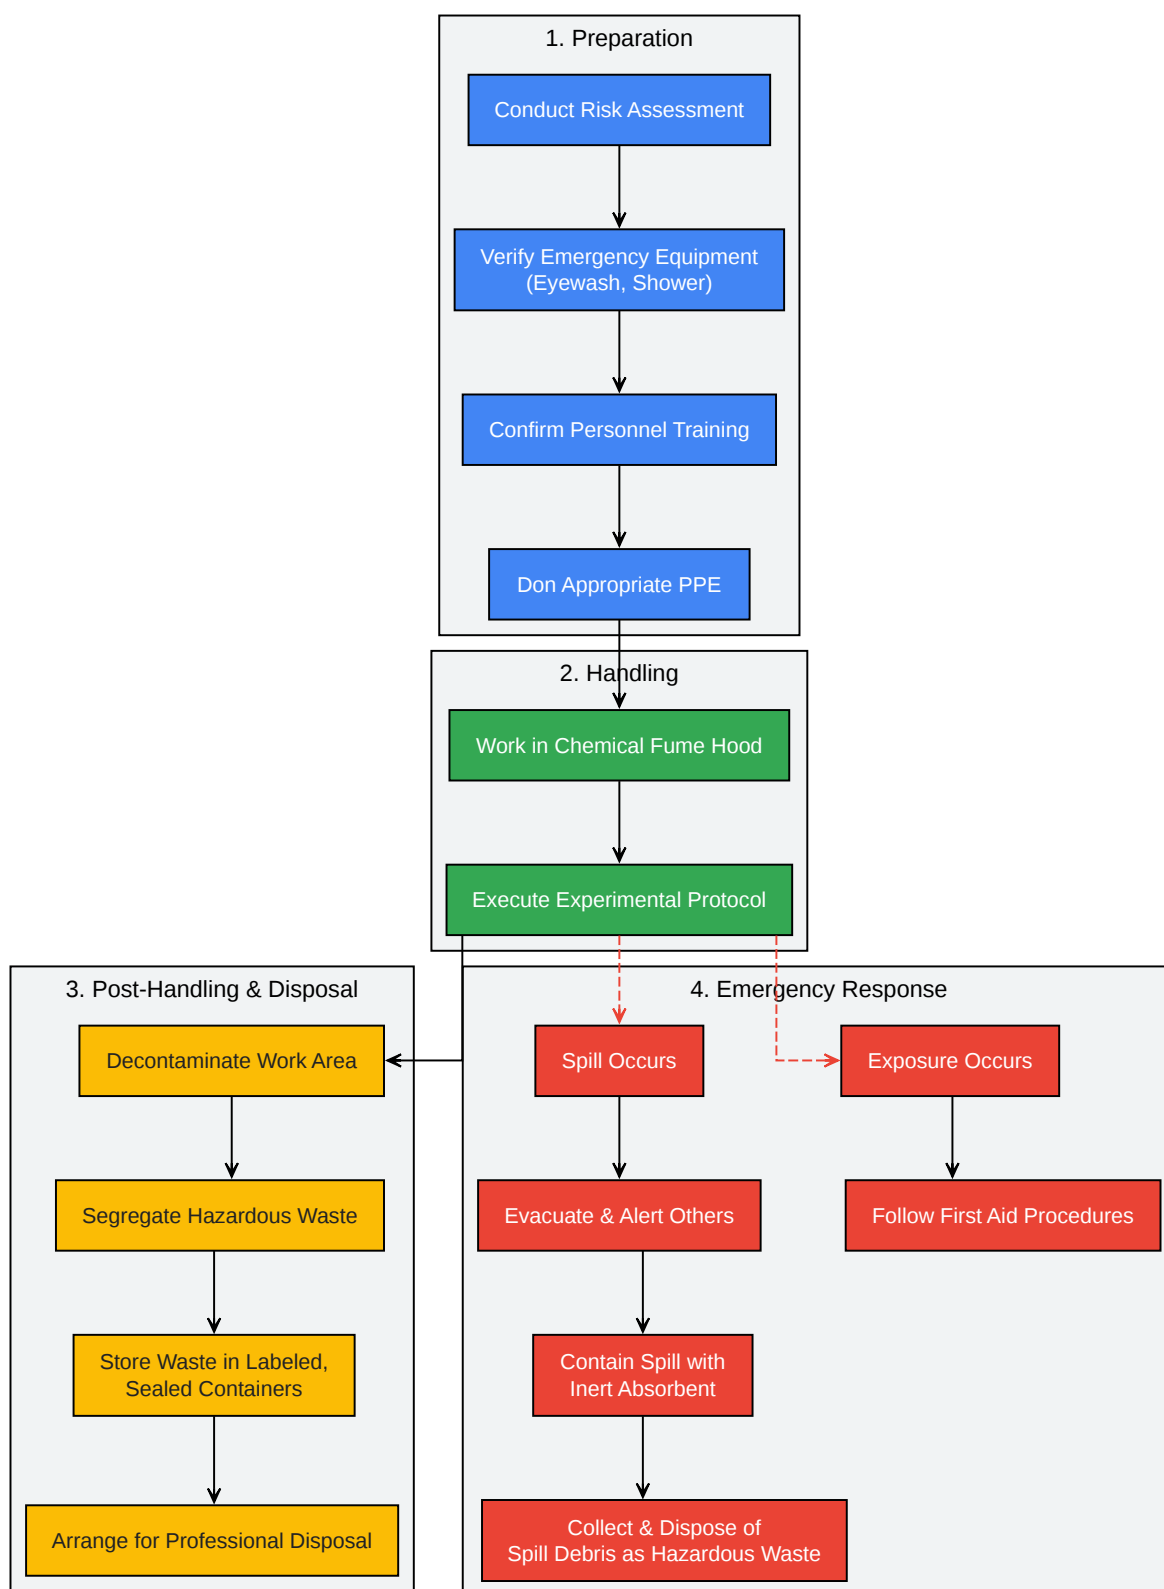 1. Preparation
Conduct Risk Assessment
Verify Emergency Equipment
(Eyewash, Shower)
Confirm Personnel Training
Don Appropriate PPE
2. Handling
Work in Chemical Fume Hood
Execute Experimental Protocol
3. Post-Handling & Disposal
Decontaminate Work Area
Segregate Hazardous Waste
Store Waste in Labeled,
Sealed Containers
Arrange for Professional Disposal
4. Emergency Response
Spill Occurs
Evacuate & Alert Others
Contain Spill with
Inert Absorbent
Collect & Dispose of
Spill Debris as Hazardous Waste
Exposure Occurs
Follow First Aid Procedures